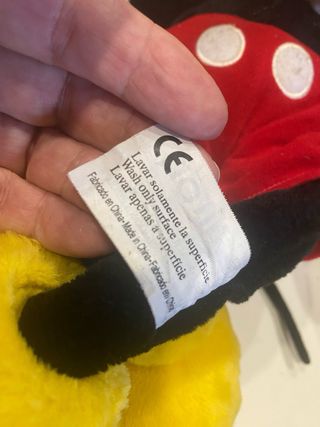 CE
Lavar solamente la superficie
Wash only surface
Lavar apenas a superficie
Fabricado en China-Made in China-Fabricado en China